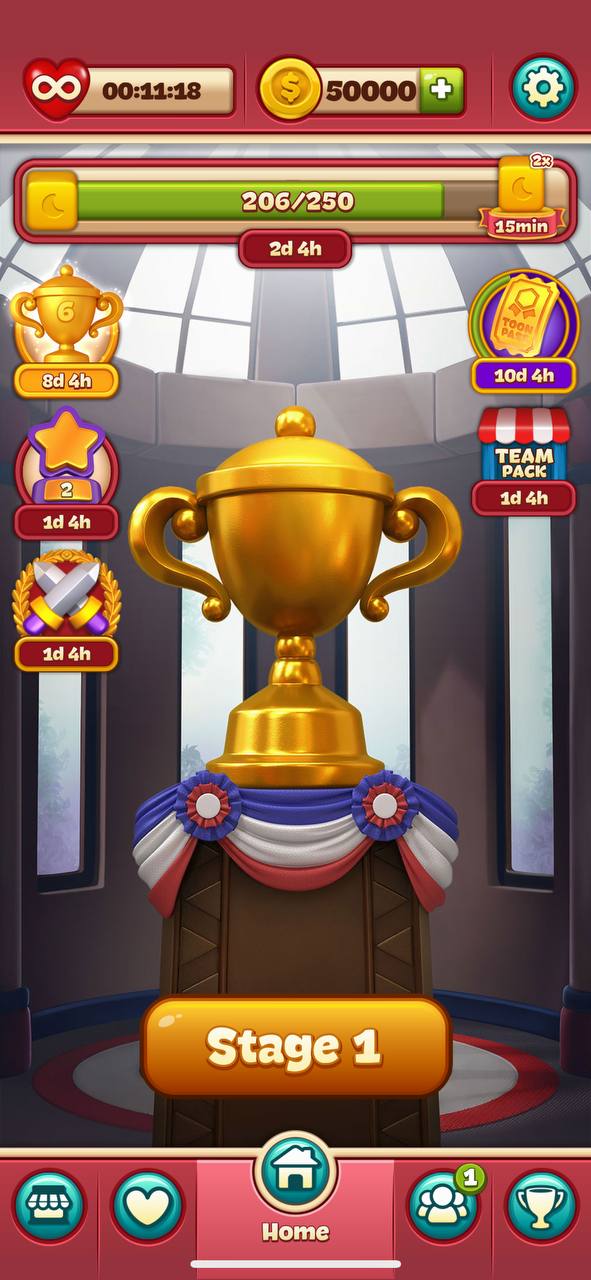 00:11:18
50000
2x
206/250
15min
2d 4h
6
8d 4h
TOON
PASS
10d 4h
2
1d 4h
TEAM
PACK
1d 4h
1d 4h
Stage 1
1
Home